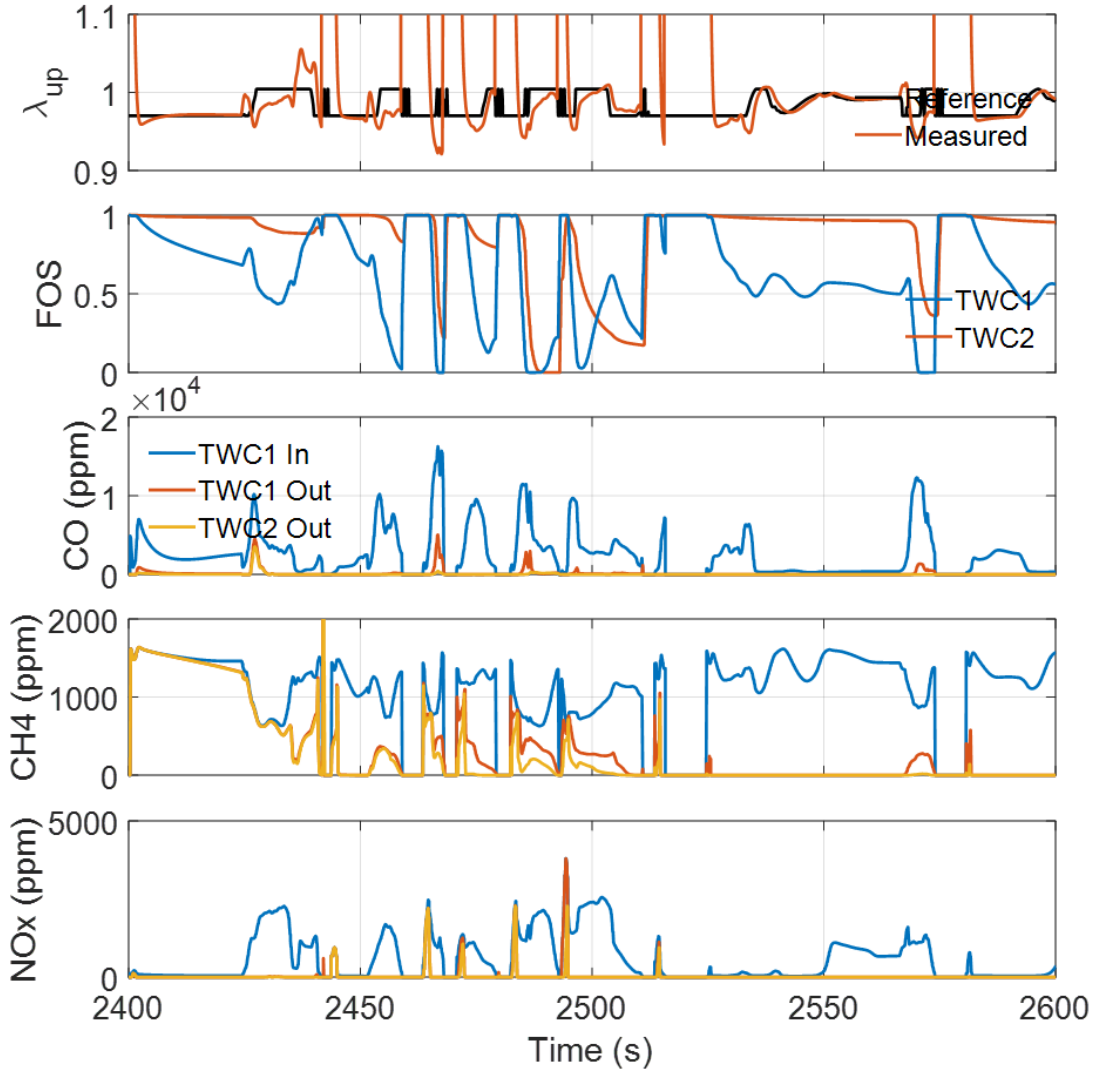 1.1
1
0.9
λup
Reference
Measured
1
0.5
0
FOS
TWC1
TWC2
×10^4
2
1
0
CO (ppm)
TWC1 In
TWC1 Out
TWC2 Out
2000
1000
0
CH4 (ppm)
5000
0
NOx (ppm)
2400 2450 2500 2550 2600
Time (s)